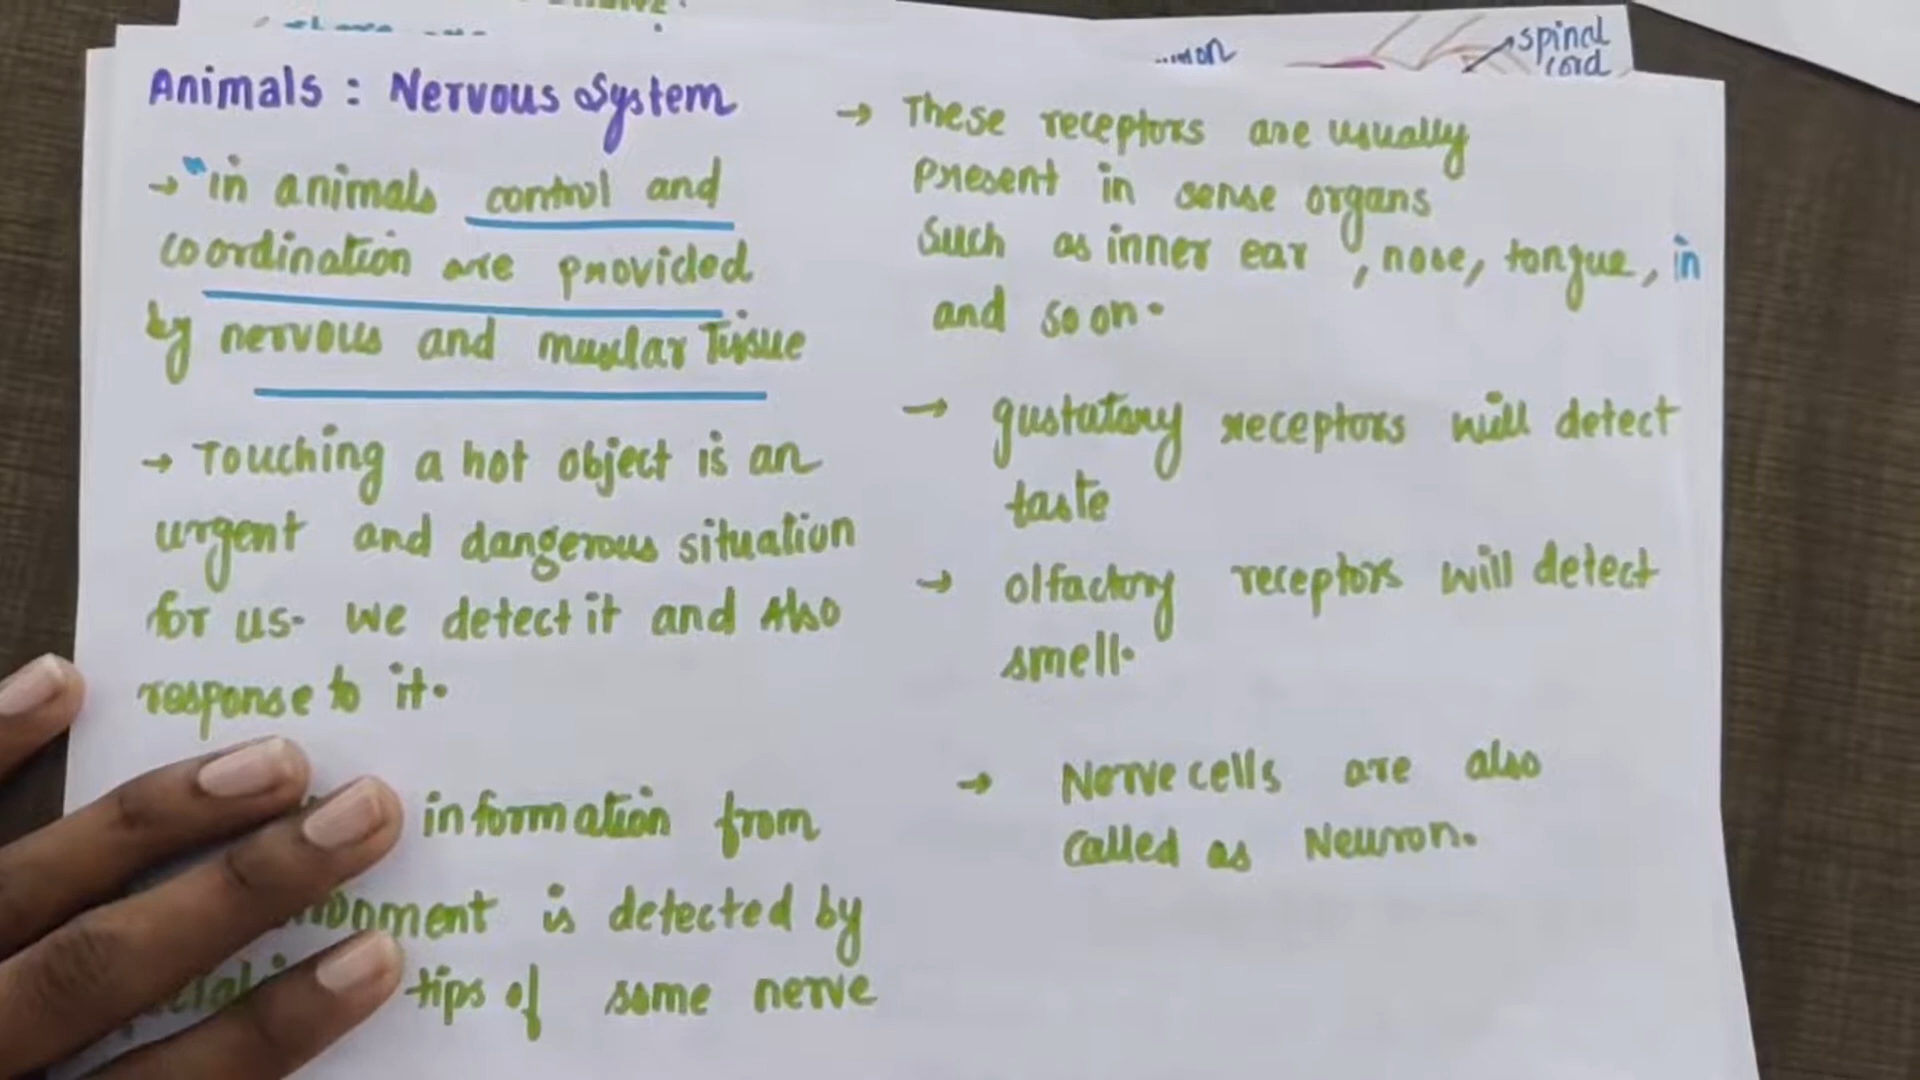 spinal
cord
Animals : Nervous System
→ in animals control and
coordination are provided
by nervous and muslar Tissue
→ Touching a hot object is an
urgent and dangerous situation
for us. we detect it and Also
response to it.
information from
is detected by
tips of some nerve
→ These receptors are usually
present in sense organs
Such as inner ear , nose, tongue, in
and so on.
→ gustatory receptors will detect
taste
→ olfactory receptors will detect
smell.
→ Nerve cells are also
called as Neuron.